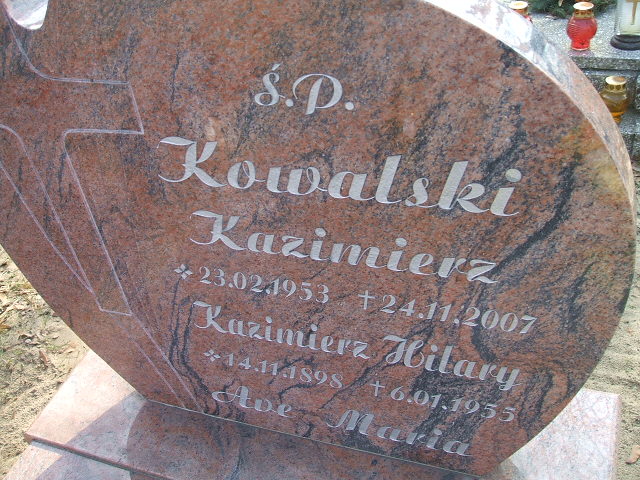 Ś.P.
Kowalski
Kazimierz
23.02.1953 24.11.2007
Kazimierz Hilary
14.11.1898 6.01.1955
Ave Maria